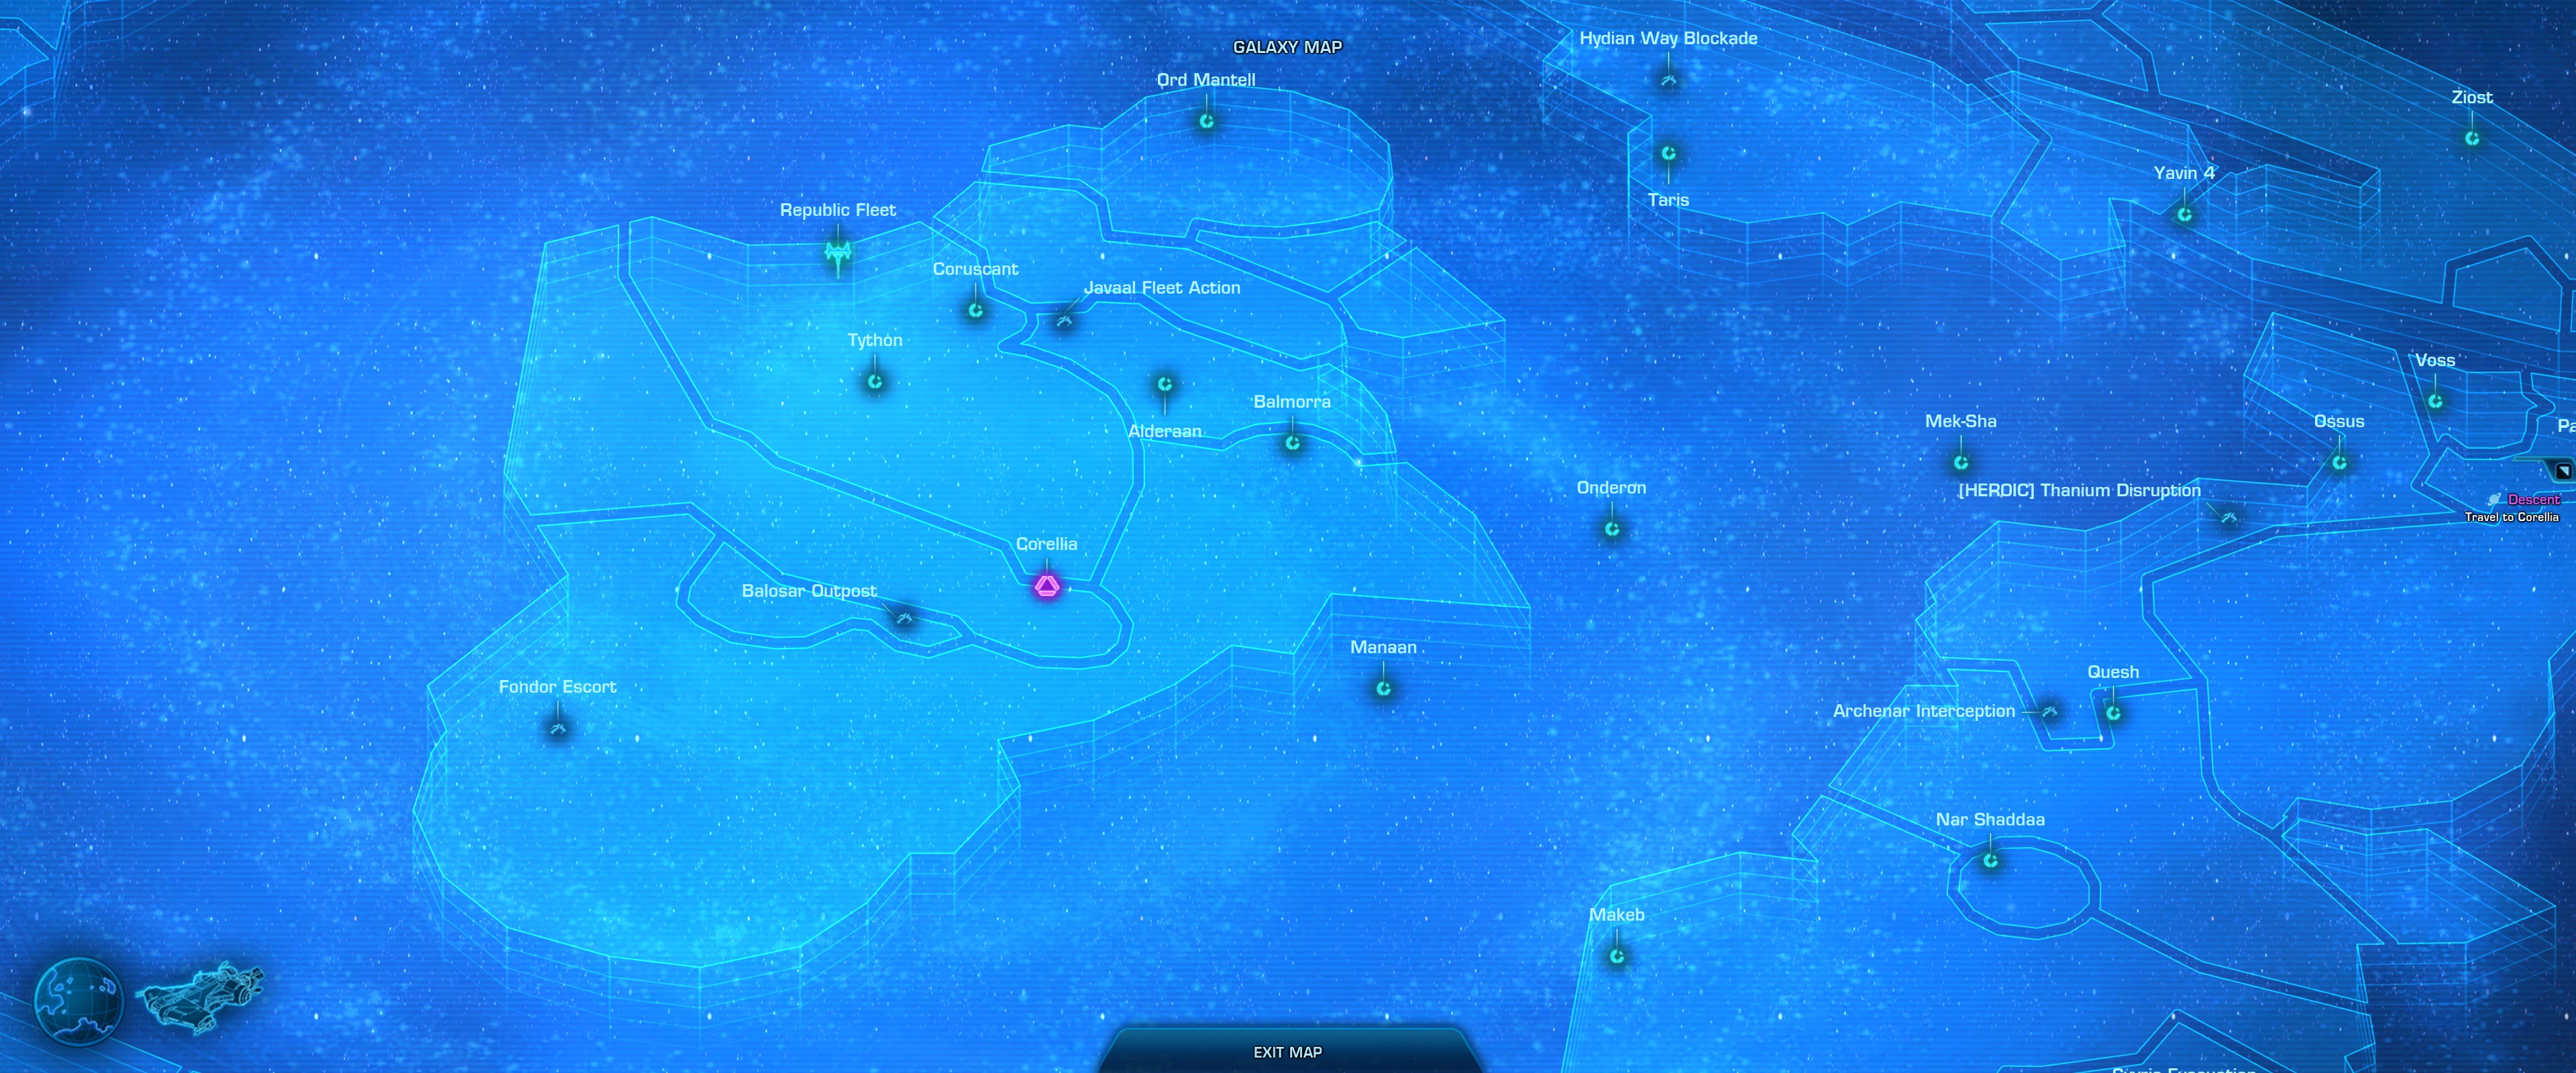 GALAXY MAP
Hydian Way Blockade
Ord Mantell
Ziost
Yavin 4
Taris
Republic Fleet
Coruscant
Javaal Fleet Action
Tython
Voss
Balmorra
Mek-Sha
Ossus
Alderaan
Onderon
[HEROIC] Thanium Disruption
Descent
Travel to Corellia
Corellia
Balosar Outpost
Manaan
Quesh
Fondor Escort
Archenar Interception
Nar Shaddaa
Makeb
EXIT MAP